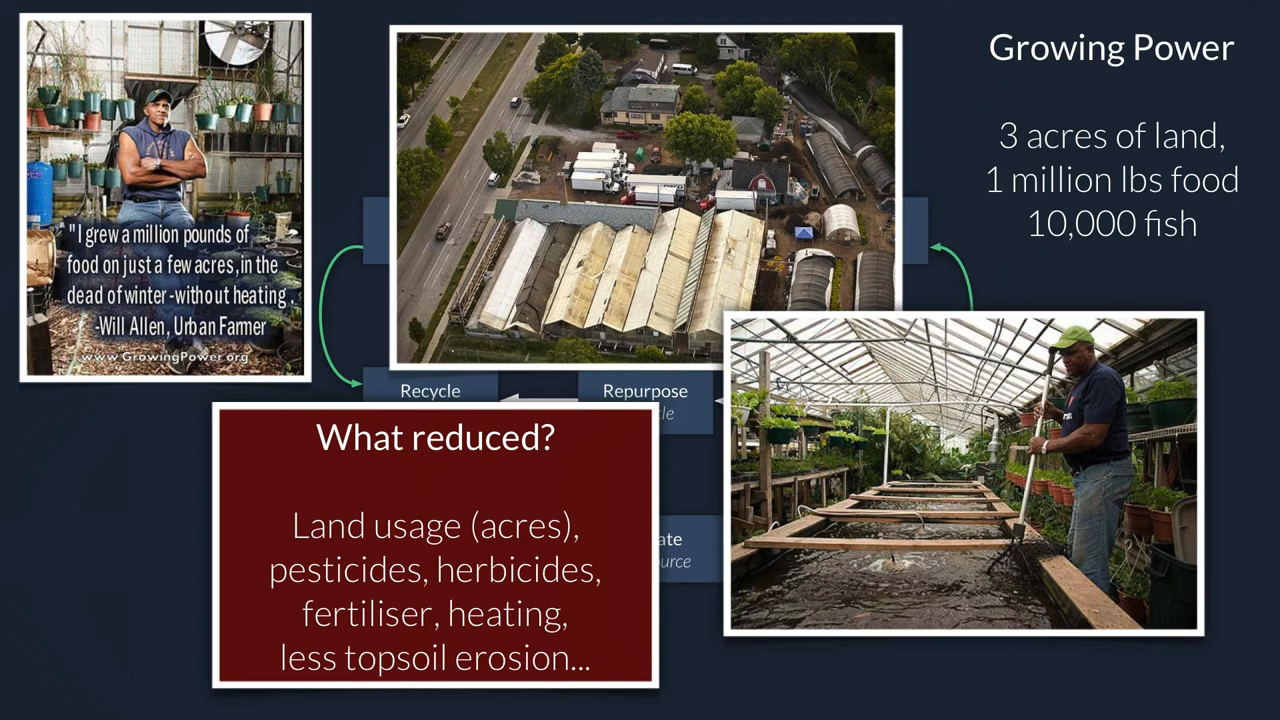 Growing Power
3 acres of land,
1 million lbs food
10,000 fish
"I grew a million pounds of
food on just a few acres, in the
dead of winter - without heating.
-Will Allen, Urban Farmer
www.GrowingPower.org
Recycle
Repurpose
What reduced?
Land usage (acres),
pesticides, herbicides,
fertiliser, heating,
less topsoil erosion...